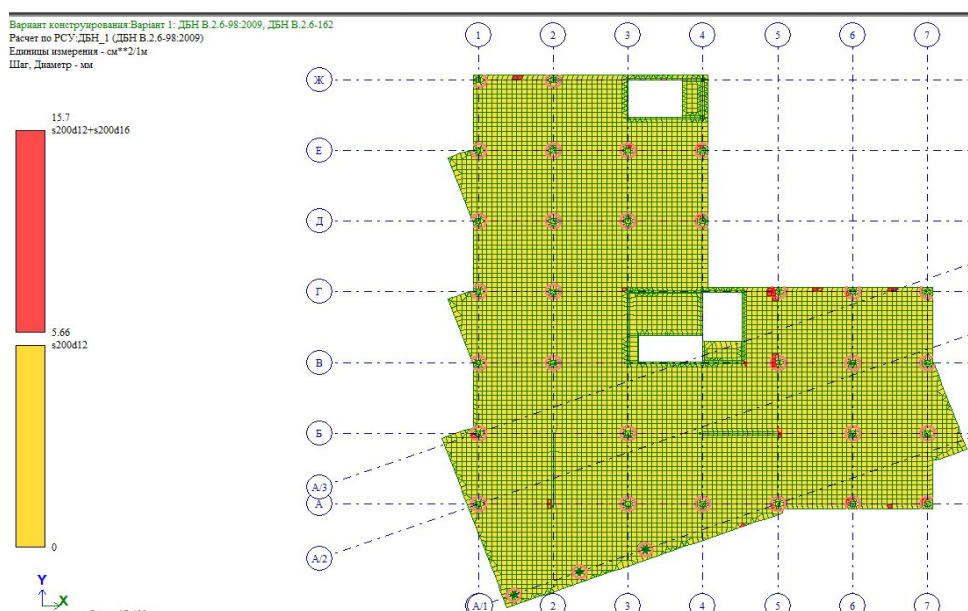 Вариант конструирования:Варіант 1: ДБН В.2.6-98:2009, ДБН В.2.6-162
Расчет по РСУ:ДБН_1 (ДБН В.2.6-98:2009)
Единицы измерения - см**2/1м
Шаг, Диаметр - мм
1 2 3 4 5 6 7
Ж
15.7
s200d12+s200d16
Е
Д
Г
5.66
s200d12
В
Б
А/3
А
А/2
0
Y
X
А/1 2 3 4 5 6 7